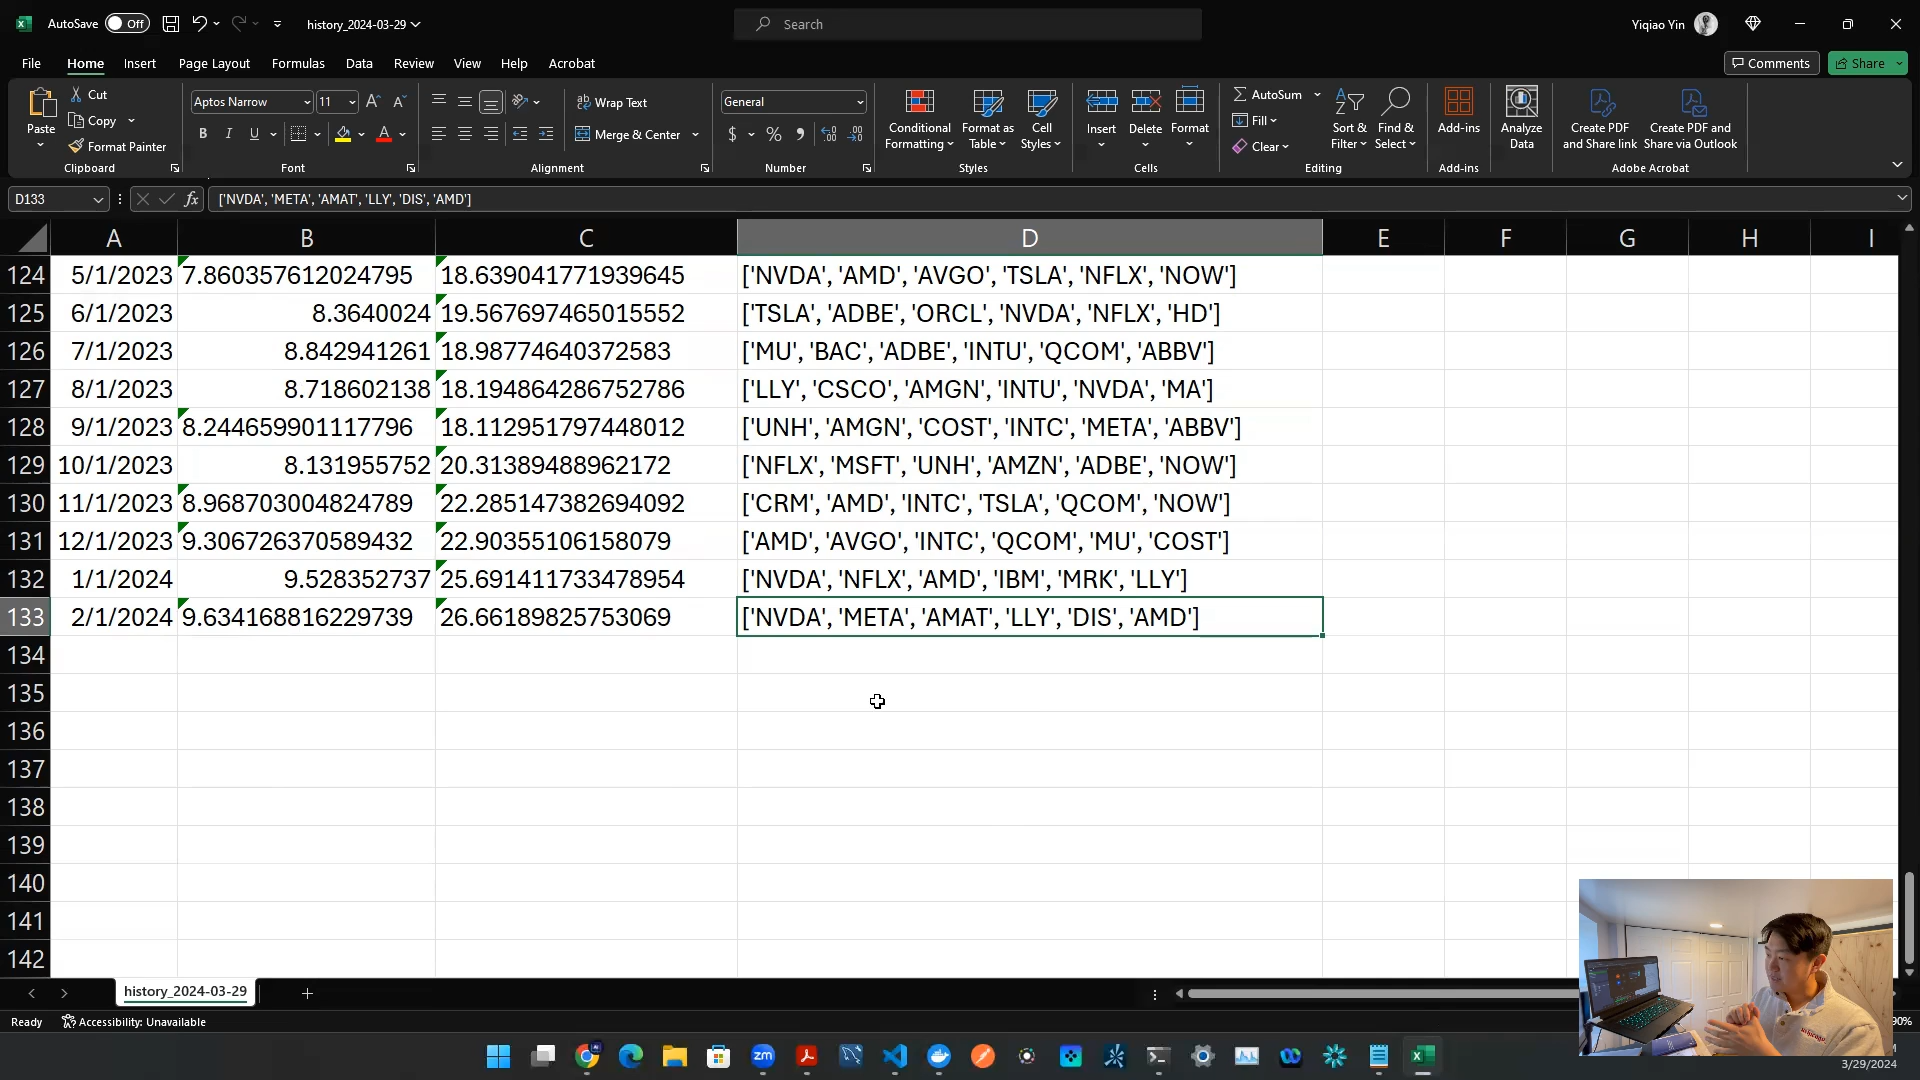 AutoSave Off history_2024-03-29 Search Yiqiao Yin
File Home Insert Page Layout Formulas Data Review View Help Acrobat Comments Share
Paste Cut Copy Format Painter Clipboard
Aptos Narrow 11 B I U Font
Wrap Text Merge & Center Alignment
General $ % Number
Conditional Formatting Format as Table Cell Styles Styles
Insert Delete Format Cells
AutoSum Fill Clear Sort & Filter Find & Select Editing
Add-ins Add-ins
Analyze Data
Create PDF and Share link Create PDF and Share via Outlook Adobe Acrobat
D133 fx ['NVDA', 'META', 'AMAT', 'LLY', 'DIS', 'AMD']
A B C D E F G H I
124 5/1/2023 7.860357612024795 18.639041771939645 ['NVDA', 'AMD', 'AVGO', 'TSLA', 'NFLX', 'NOW']
125 6/1/2023 8.3640024 19.567697465015552 ['TSLA', 'ADBE', 'ORCL', 'NVDA', 'NFLX', 'HD']
126 7/1/2023 8.842941261 18.98774640372583 ['MU', 'BAC', 'ADBE', 'INTU', 'QCOM', 'ABBV']
127 8/1/2023 8.718602138 18.194864286752786 ['LLY', 'CSCO', 'AMGN', 'INTU', 'NVDA', 'MA']
128 9/1/2023 8.244659901117796 18.112951797448012 ['UNH', 'AMGN', 'COST', 'INTC', 'META', 'ABBV']
129 10/1/2023 8.131955752 20.31389488962172 ['NFLX', 'MSFT', 'UNH', 'AMZN', 'ADBE', 'NOW']
130 11/1/2023 8.968703004824789 22.285147382694092 ['CRM', 'AMD', 'INTC', 'TSLA', 'QCOM', 'NOW']
131 12/1/2023 9.306726370589432 22.90355106158079 ['AMD', 'AVGO', 'INTC', 'QCOM', 'MU', 'COST']
132 1/1/2024 9.528352737 25.691411733478954 ['NVDA', 'NFLX', 'AMD', 'IBM', 'MRK', 'LLY']
133 2/1/2024 9.634168816229739 26.66189825753069 ['NVDA', 'META', 'AMAT', 'LLY', 'DIS', 'AMD']
134
135
136
137
138
139
140
141
142
history_2024-03-29
Ready Accessibility: Unavailable 90%
zm
3/29/2024